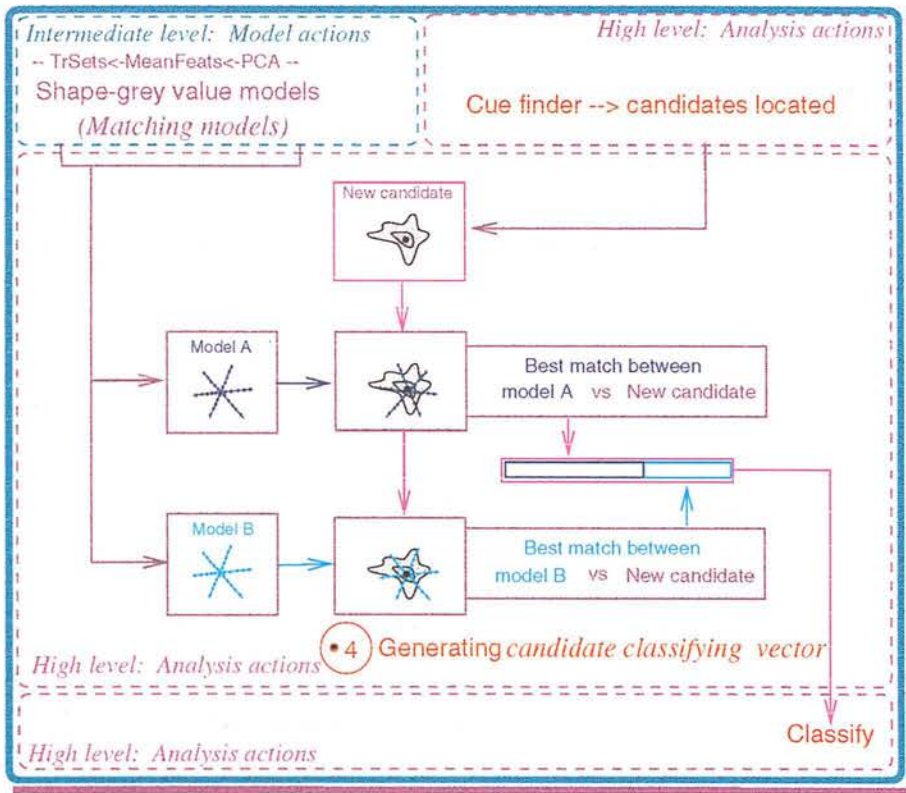 Intermediate level: Model actions
-- TrSets<-MeanFeats<-PCA --
Shape-grey value models
(Matching models)
High level: Analysis actions
Cue finder --> candidates located
New candidate
Model A
Best match between
model A vs New candidate
Model B
Best match between
model B vs New candidate
•4 Generating candidate classifying vector
High level: Analysis actions
Classify
High level: Analysis actions